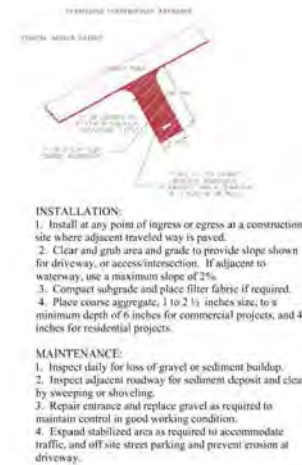 STABILIZED CONSTRUCTION ENTRANCE
INSTALLATION:
1. Install at any point of ingress or egress at a construction
site where adjacent traveled way is paved.
2. Clear and grub area and grade to provide slope shown
for driveway, or access/intersection. If adjacent to
waterway, use a maximum slope of 2%.
3. Compact subgrade and place filter fabric if required.
4. Place coarse aggregate, 1 to 2 ½ inches size, to a
minimum depth of 6 inches for commercial projects, and 4
inches for residential projects.
MAINTENANCE:
1. Inspect daily for loss of gravel or sediment buildup.
2. Inspect adjacent roadway for sediment deposit and clea
by sweeping or shoveling.
3. Repair entrance and replace gravel as required to
maintain control in good working condition.
4. Expand stabilized area as required to accommodate
traffic, and off site street parking and prevent erosion at
driveway.